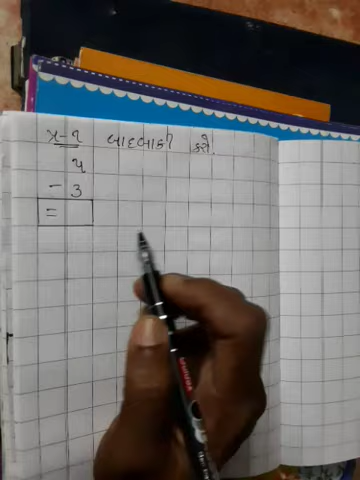 પ્ર-૨ બાદબાકી કરો.
૫
- ૩
=